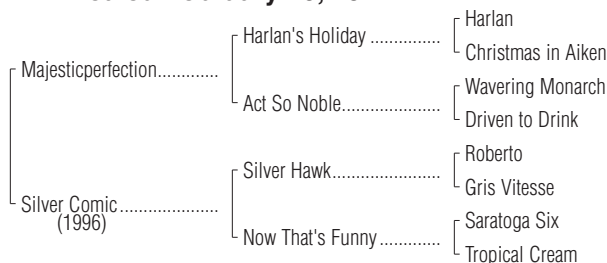 Harlan
Harlan's Holiday ................
Christmas in Aiken
Majesticperfection.............
Wavering Monarch
Act So Noble.....................
Driven to Drink
Roberto
Silver Hawk.......................
Gris Vitesse
Silver Comic.....................
(1996)
Saratoga Six
Now That's Funny .............
Tropical Cream